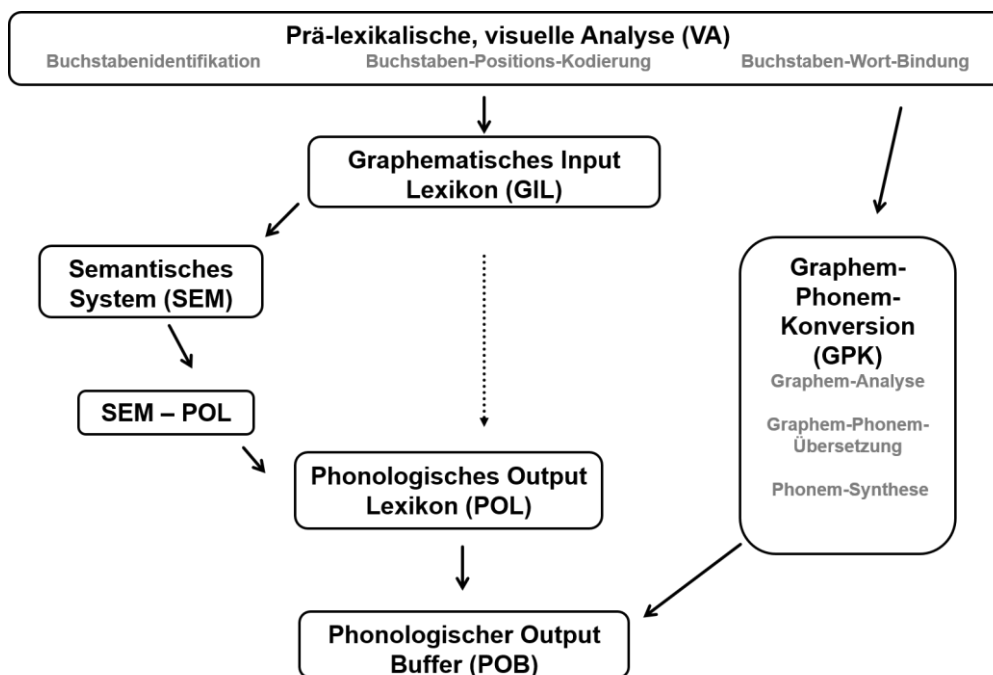 Prä-lexikalische, visuelle Analyse (VA)
Buchstabenidentifikation
Buchstaben-Positions-Kodierung
Buchstaben-Wort-Bindung
Graphematisches Input
Lexikon (GIL)
Semantisches
System (SEM)
SEM – POL
Phonologisches Output
Lexikon (POL)
Graphem-
Phonem-
Konversion
(GPK)
Graphem-Analyse
Graphem-Phonem-
Übersetzung
Phonem-Synthese
Phonologischer Output
Buffer (POB)